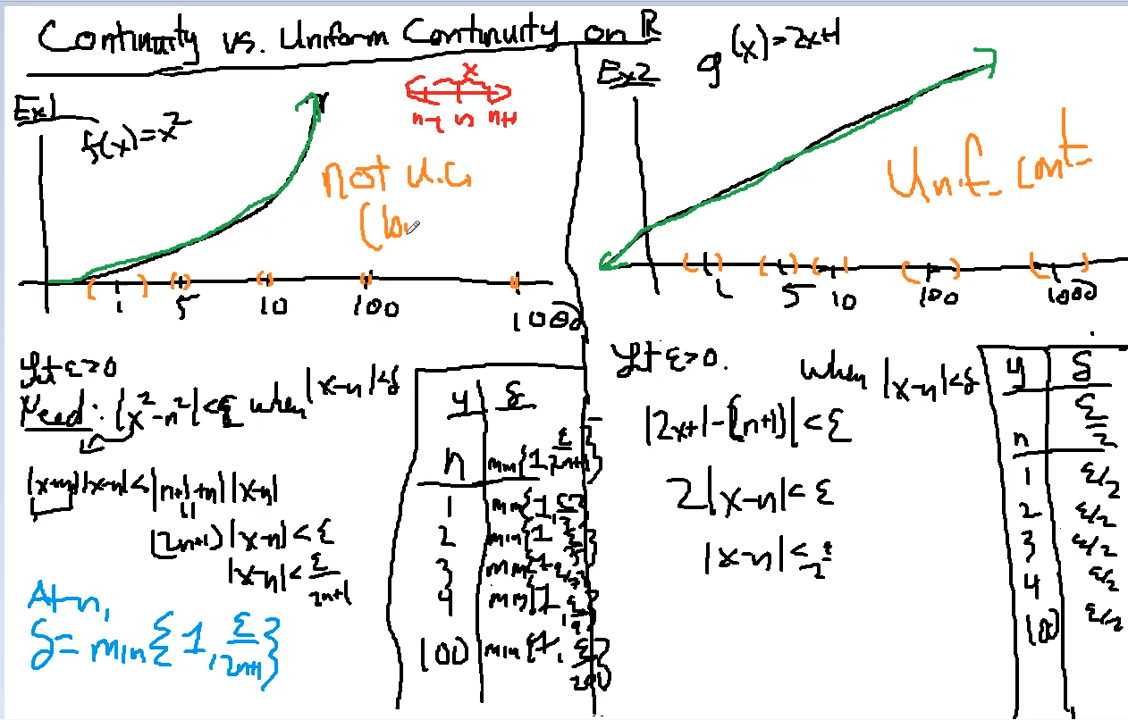 Continuity vs. Uniform Continuity on ℝ
Ex1
f(x)=x²
x
n-1 n n+1
not u.c.
1 5 10 100 1000
Let ε>0
Need: |x²-n²|<ε when |x-n|<δ
|x+n||x-n|<|n+1+n||x-n|
(2n+1)|x-n|<ε
|x-n|<ε/2n+1
At n,
δ=min{1, ε/2n+1}
y δ
n min{1, ε/2n+1}
1 min{1, ε/3}
2 min{1, ε/5}
3 min{1, ε/7}
4 min{1, ε/9}
100 min{1, ε/201}
Ex2
g(x)=2x+1
Unif. cont.
1 5 10 100 1000
Let ε>0. when |x-n|<δ
|2x+1-(n+1)|<ε
2|x-n|<ε
|x-n|<ε/2
y δ
n ε/2
1 ε/2
2 ε/2
3 ε/2
4 ε/2
100 ε/2